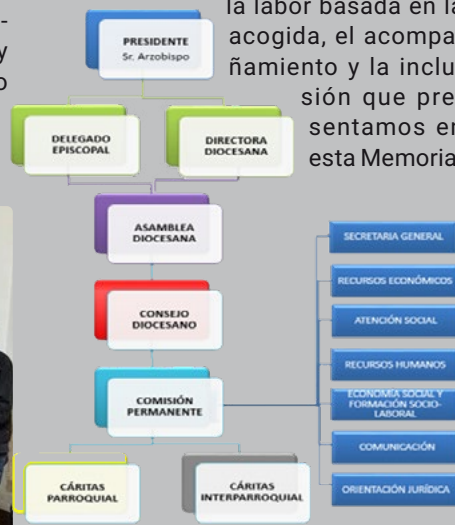 -
y
o
la labor basada en la
acogida, el acompa-
ñamiento y la inclu-
sión que pre-
sentamos en
esta Memoria
PRESIDENTE
Sr. Arzobispo
DELEGADO
EPISCOPAL
DIRECTORA
DIOCESANA
ASAMBLEA
DIOCESANA
CONSEJO
DIOCESANO
COMISIÓN
PERMANENTE
CÁRITAS
PARROQUIAL
CÁRITAS
INTERPARROQUIAL
SECRETARIA GENERAL
RECURSOS ECONÓMICOS
ATENCIÓN SOCIAL
RECURSOS HUMANOS
ECONOMÍA SOCIAL Y
FORMACIÓN SOCIO-
LABORAL
COMUNICACIÓN
ORIENTACIÓN JURÍDICA